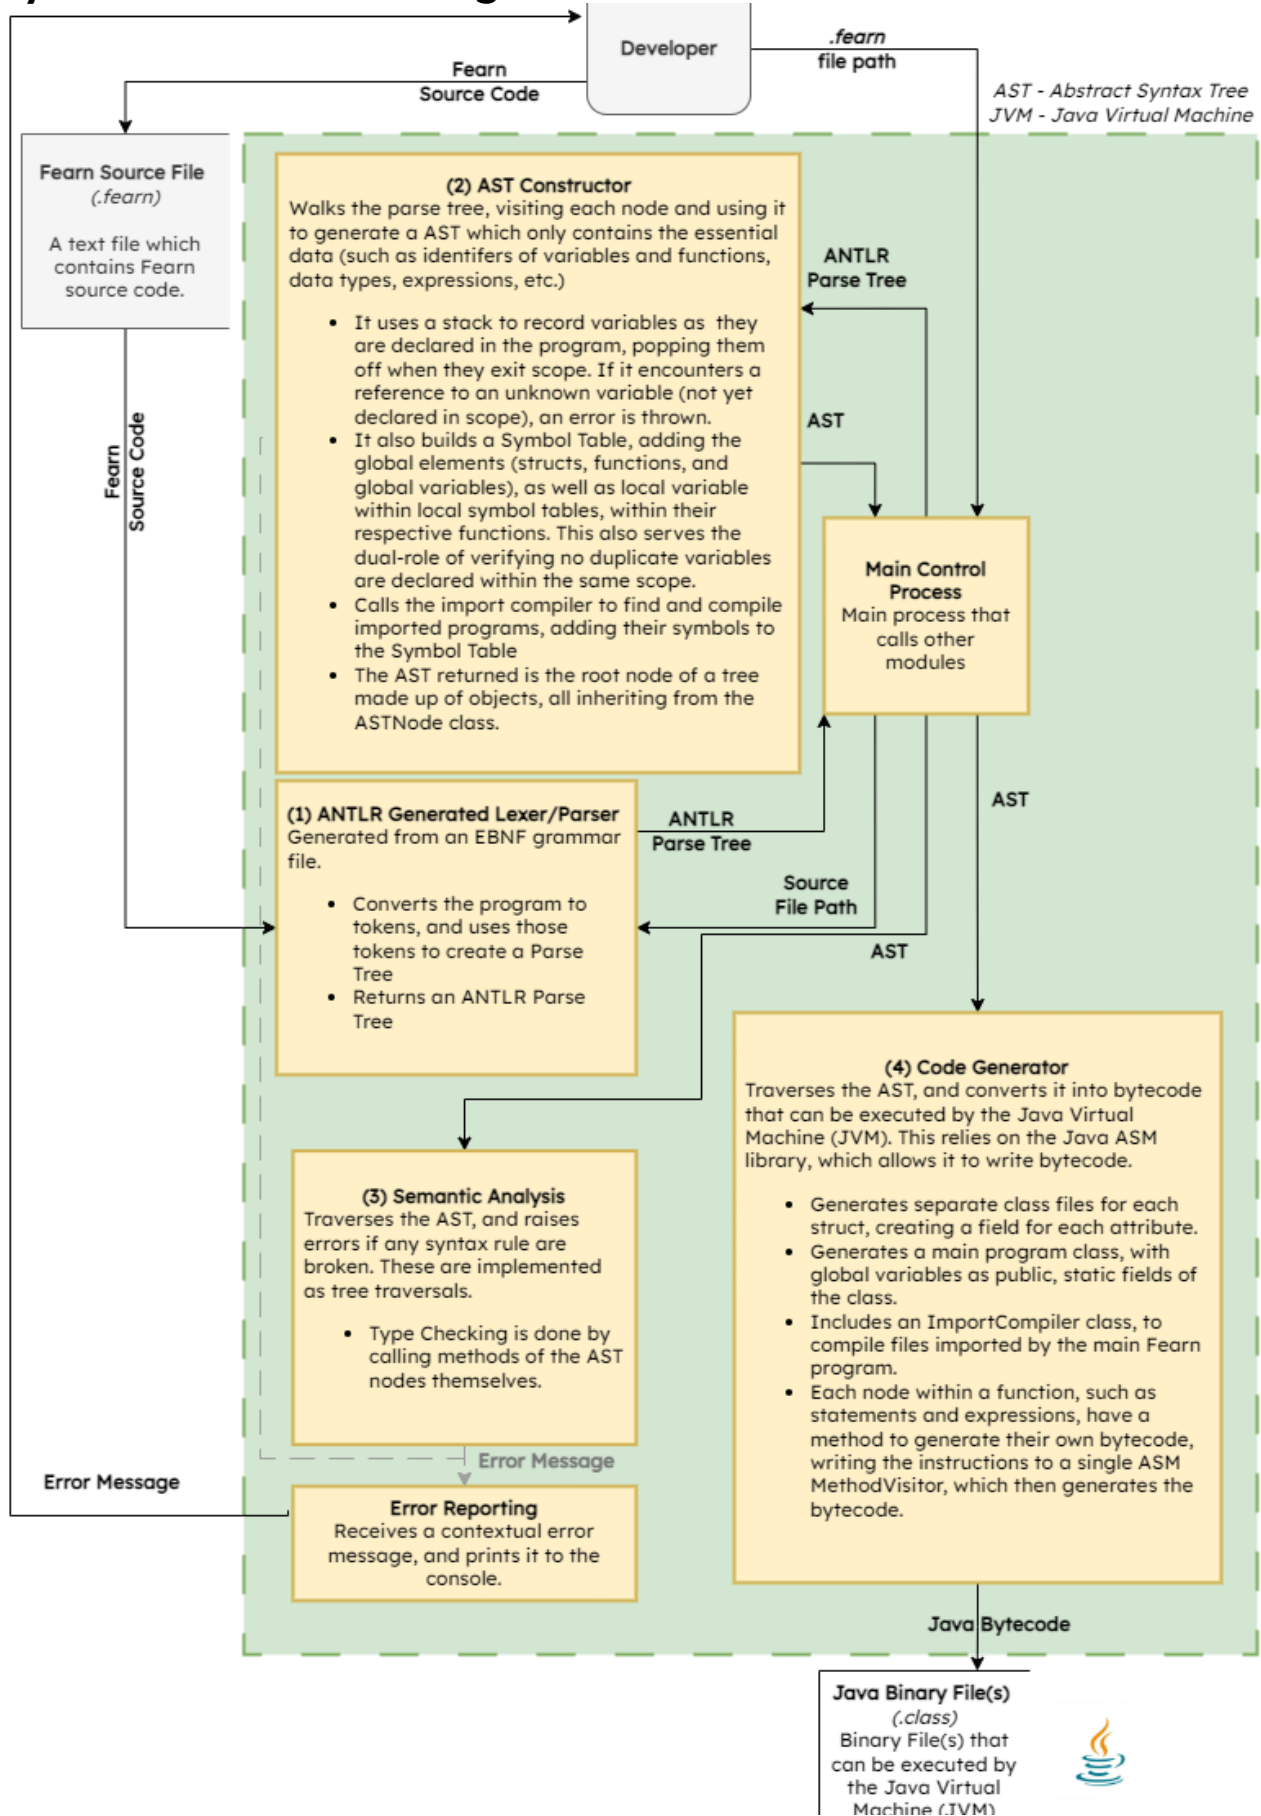 Developer
.fearn
file path
Fearn
Source Code
AST - Abstract Syntax Tree
JVM - Java Virtual Machine
Fearn Source File
(.fearn)
A text file which
contains Fearn
source code.
(2) AST Constructor
Walks the parse tree, visiting each node and using it
to generate a AST which only contains the essential
data (such as identifers of variables and functions,
data types, expressions, etc.)
• It uses a stack to record variables as they
are declared in the program, popping them
off when they exit scope. If it encounters a
reference to an unknown variable (not yet
declared in scope), an error is thrown.
• It also builds a Symbol Table, adding the
global elements (structs, functions, and
global variables), as well as local variable
within local symbol tables, within their
respective functions. This also serves the
dual-role of verifying no duplicate variables
are declared within the same scope.
• Calls the import compiler to find and compile
imported programs, adding their symbols to
the Symbol Table
• The AST returned is the root node of a tree
made up of objects, all inheriting from the
ASTNode class.
ANTLR
Parse Tree
AST
Fearn
Source Code
Main Control
Process
Main process that
calls other
modules
(1) ANTLR Generated Lexer/Parser
Generated from an EBNF grammar
file.
• Converts the program to
tokens, and uses those
tokens to create a Parse
Tree
• Returns an ANTLR Parse
Tree
ANTLR
Parse Tree
AST
Source
File Path
AST
(3) Semantic Analysis
Traverses the AST, and raises
errors if any syntax rule are
broken. These are implemented
as tree traversals.
• Type Checking is done by
calling methods of the AST
nodes themselves.
(4) Code Generator
Traverses the AST, and converts it into bytecode
that can be executed by the Java Virtual
Machine (JVM). This relies on the Java ASM
library, which allows it to write bytecode.
• Generates separate class files for each
struct, creating a field for each attribute.
• Generates a main program class, with
global variables as public, static fields of
the class.
• Includes an ImportCompiler class, to
compile files imported by the main Fearn
program.
• Each node within a function, such as
statements and expressions, have a
method to generate their own bytecode,
writing the instructions to a single ASM
MethodVisitor, which then generates the
bytecode.
Error Message
Error Message
Error Reporting
Receives a contextual error
message, and prints it to the
console.
Java Bytecode
Java Binary File(s)
(.class)
Binary File(s) that
can be executed by
the Java Virtual
Machine (JVM)